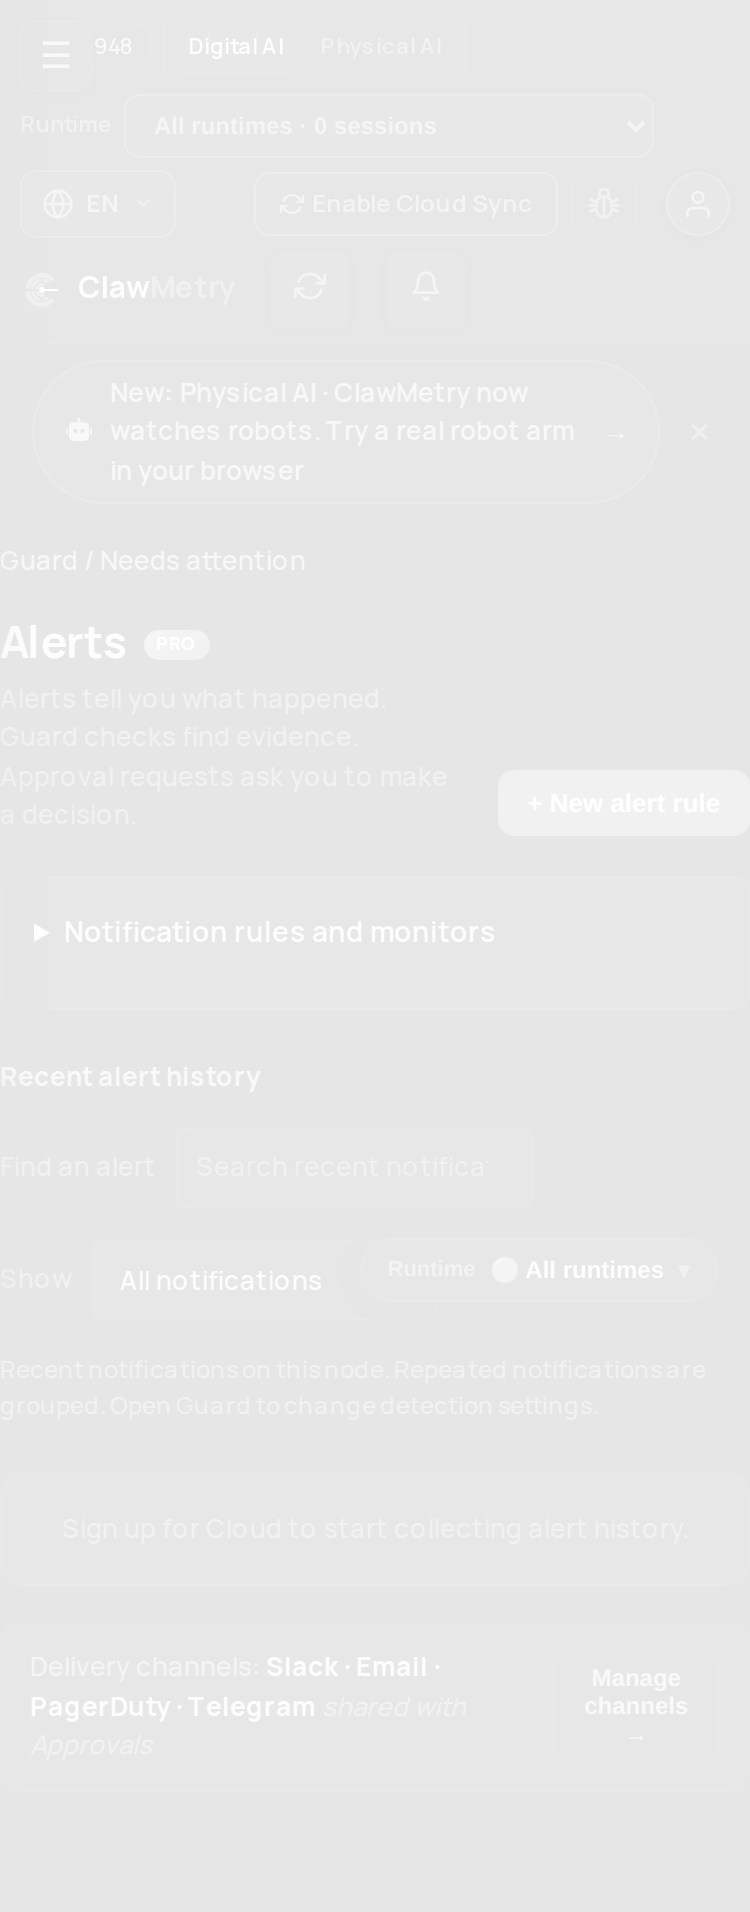 948
Digital AI
Physical AI
Runtime
All runtimes · 0 sessions
EN
Enable Cloud Sync
ClawMetry
New: Physical AI · ClawMetry now
watches robots. Try a real robot arm →
in your browser
Guard / Needs attention
Alerts PRO
Alerts tell you what happened.
Guard checks find evidence.
Approval requests ask you to make
a decision.
+ New alert rule
Notification rules and monitors
Recent alert history
Find an alert
Search recent notifica
Show
All notifications
Runtime All runtimes ▼
Recent notifications on this node. Repeated notifications are
grouped. Open Guard to change detection settings.
Sign up for Cloud to start collecting alert history.
Delivery channels: Slack · Email ·
PagerDuty · Telegram shared with
Approvals
Manage
channels
→